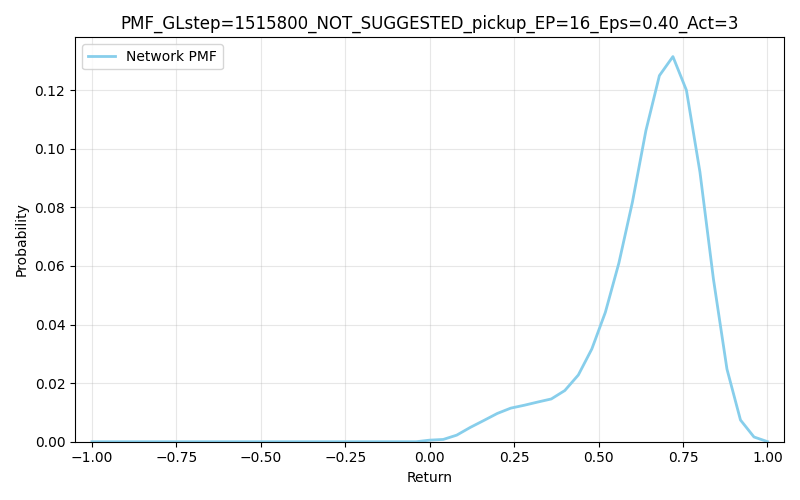 PMF_GLstep=1515800_NOT_SUGGESTED_pickup_EP=16_Eps=0.40_Act=3
Network PMF
Probability
0.12
0.10
0.08
0.06
0.04
0.02
0.00
−1.00 −0.75 −0.50 −0.25 0.00 0.25 0.50 0.75 1.00
Return